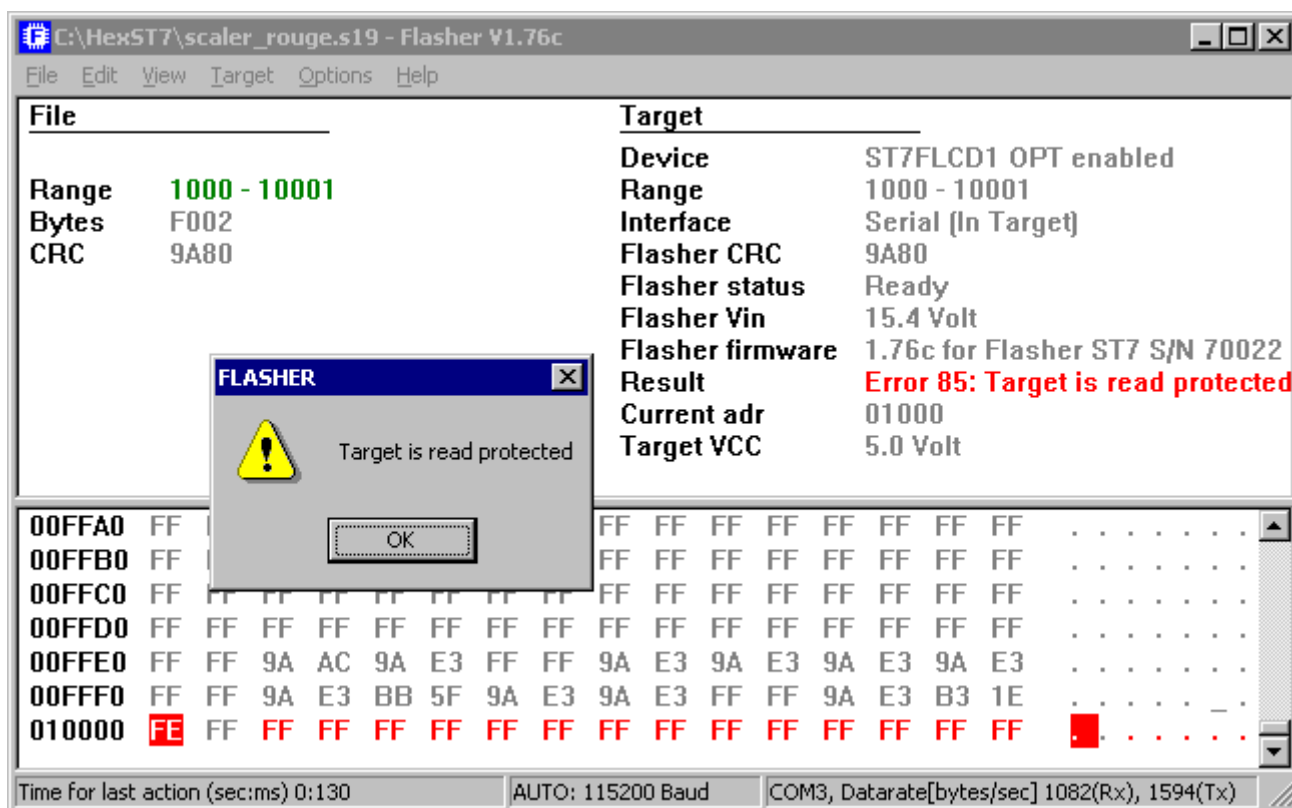 C:\HexST7\scaler_rouge.s19 - Flasher V1.76c
File Edit View Target Options Help
File
Range 1000 - 10001
Bytes F002
CRC 9A80
Target
Device ST7FLCD1 OPT enabled
Range 1000 - 10001
Interface Serial (In Target)
Flasher CRC 9A80
Flasher status Ready
Flasher Vin 15.4 Volt
Flasher firmware 1.76c for Flasher ST7 S/N 70022
Result Error 85: Target is read protected
Current adr 01000
Target VCC 5.0 Volt
FLASHER
Target is read protected
OK
00FFA0 FF FF FF FF FF FF FF FF FF . . . . . . .
00FFB0 FF FF FF FF FF FF FF FF FF . . . . . . .
00FFC0 FF FF FF FF FF FF FF FF FF FF FF FF FF FF FF FF . . . . . . .
00FFD0 FF FF FF FF FF FF FF FF FF FF FF FF FF FF FF FF . . . . . . .
00FFE0 FF FF 9A AC 9A E3 FF FF 9A E3 9A E3 9A E3 9A E3 . . . . . . .
00FFF0 FF FF 9A E3 BB 5F 9A E3 9A E3 FF FF 9A E3 B3 1E . . . . . _ .
010000 FE FF FF FF FF FF FF FF FF FF FF FF FF FF FF FF . . . . . . .
Time for last action (sec:ms) 0:130
AUTO: 115200 Baud
COM3, Datarate[bytes/sec] 1082(Rx), 1594(Tx)